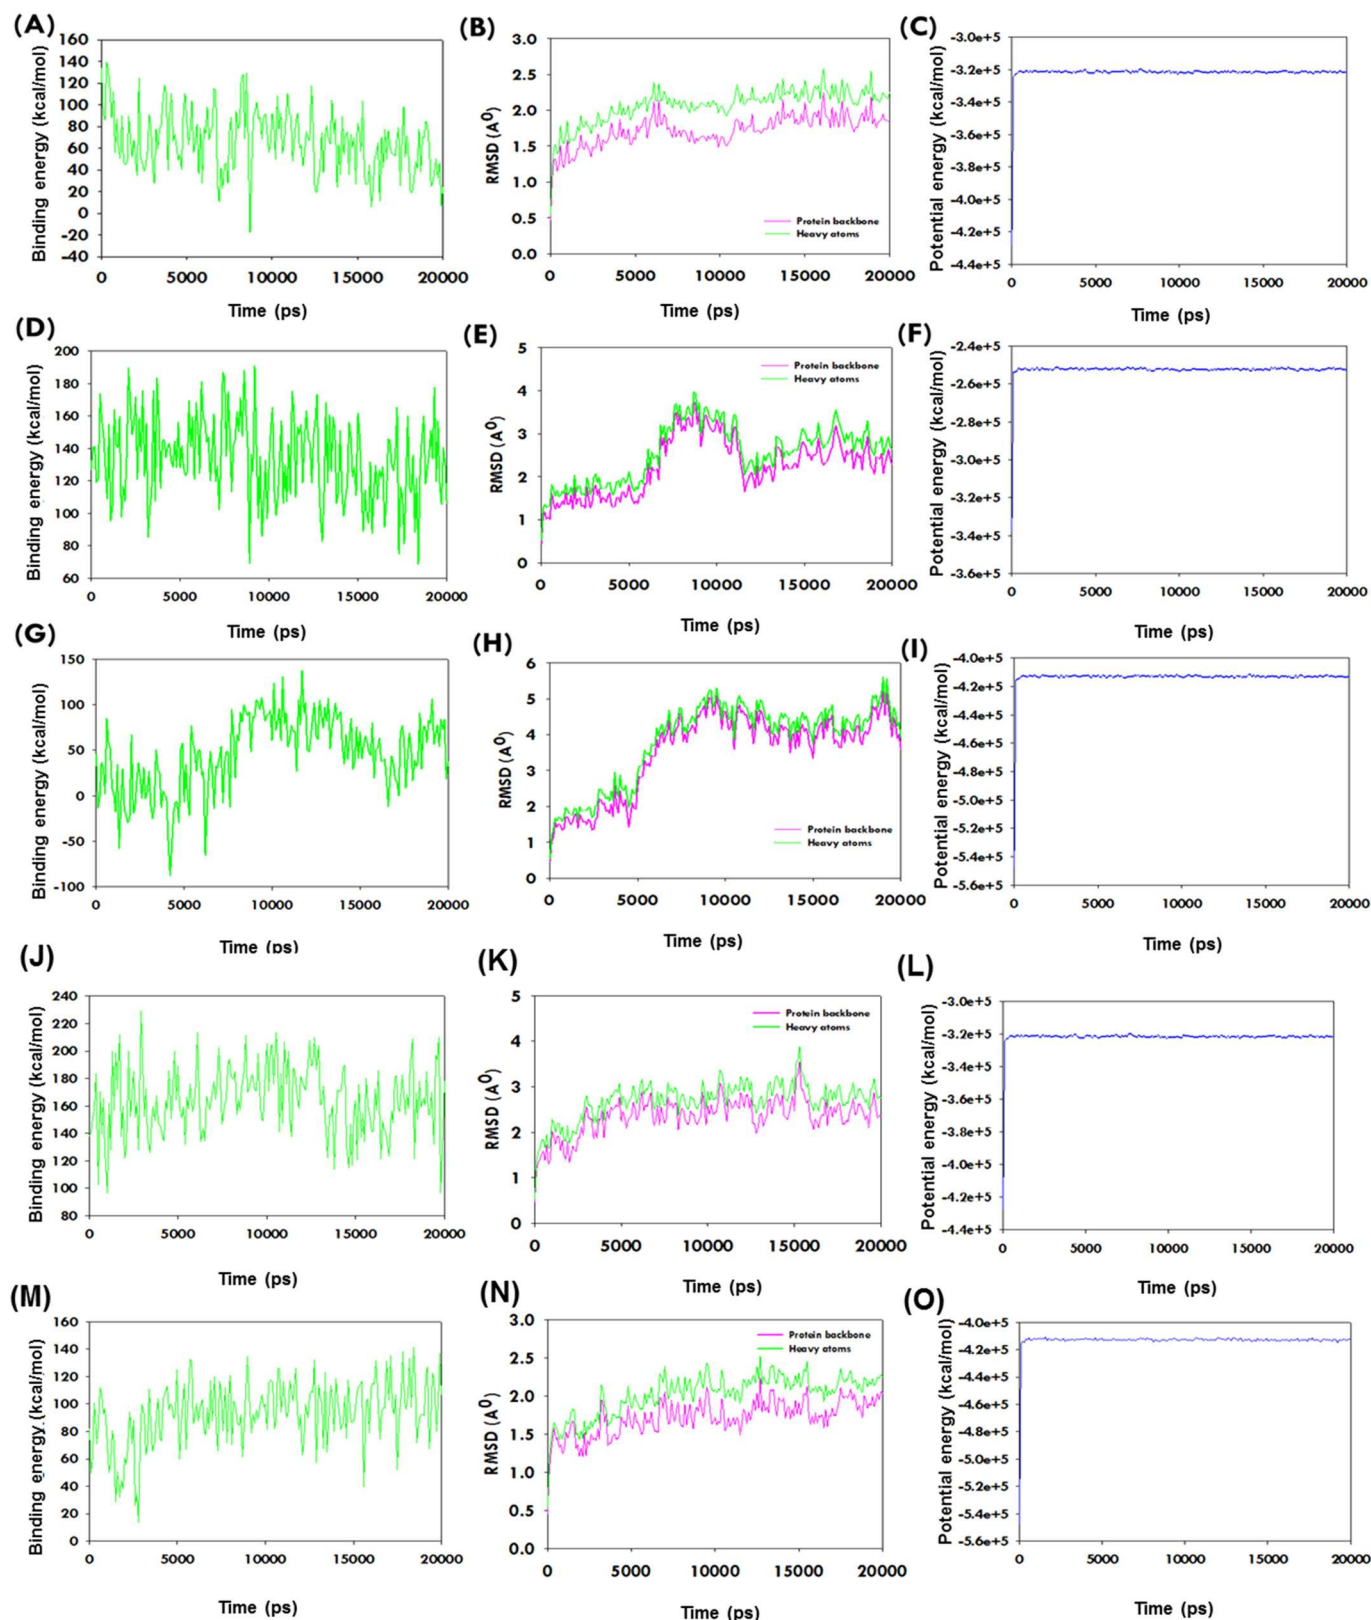 (A)
Binding energy (kcal/mol)
160
140
120
100
80
60
40
20
0
-20
-40
0 5000 10000 15000 20000
Time (ps)
(B)
RMSD (A⁰)
3.0
2.5
2.0
1.5
1.0
0.5
0.0
Protein backbone
Heavy atoms
0 5000 10000 15000 20000
Time (ps)
(C)
Potential energy (kcal/mol)
-3.0e+5
-3.2e+5
-3.4e+5
-3.6e+5
-3.8e+5
-4.0e+5
-4.2e+5
-4.4e+5
0 5000 10000 15000 20000
Time (ps)
(D)
Binding energy (kcal/mol)
200
180
160
140
120
100
80
60
0 5000 10000 15000 20000
Time (ps)
(E)
RMSD (A⁰)
5
4
3
2
1
0
Protein backbone
Heavy atoms
0 5000 10000 15000 20000
Time (ps)
(F)
Potential energy (kcal/mol)
-2.4e+5
-2.6e+5
-2.8e+5
-3.0e+5
-3.2e+5
-3.4e+5
-3.6e+5
0 5000 10000 15000 20000
Time (ps)
(G)
Binding energy (kcal/mol)
150
100
50
0
-50
-100
0 5000 10000 15000 20000
Time (ps)
(H)
RMSD (A⁰)
6
5
4
3
2
1
0
Protein backbone
Heavy atoms
0 5000 10000 15000 20000
Time (ps)
(I)
Potential energy (kcal/mol)
-4.0e+5
-4.2e+5
-4.4e+5
-4.6e+5
-4.8e+5
-5.0e+5
-5.2e+5
-5.4e+5
-5.6e+5
0 5000 10000 15000 20000
Time (ps)
(J)
Binding energy (kcal/mol)
240
220
200
180
160
140
120
100
80
0 5000 10000 15000 20000
Time (ps)
(K)
RMSD (A⁰)
5
4
3
2
1
0
Protein backbone
Heavy atoms
0 5000 10000 15000 20000
Time (ps)
(L)
Potential energy (kcal/mol)
-3.0e+5
-3.2e+5
-3.4e+5
-3.6e+5
-3.8e+5
-4.0e+5
-4.2e+5
-4.4e+5
0 5000 10000 15000 20000
Time (ps)
(M)
Binding energy (kcal/mol)
160
140
120
100
80
60
40
20
0
0 5000 10000 15000 20000
Time (ps)
(N)
RMSD (A⁰)
3.0
2.5
2.0
1.5
1.0
0.5
0.0
Protein backbone
Heavy atoms
0 5000 10000 15000 20000
Time (ps)
(O)
Potential energy (kcal/mol)
-4.0e+5
-4.2e+5
-4.4e+5
-4.6e+5
-4.8e+5
-5.0e+5
-5.2e+5
-5.4e+5
-5.6e+5
0 5000 10000 15000 20000
Time (ps)